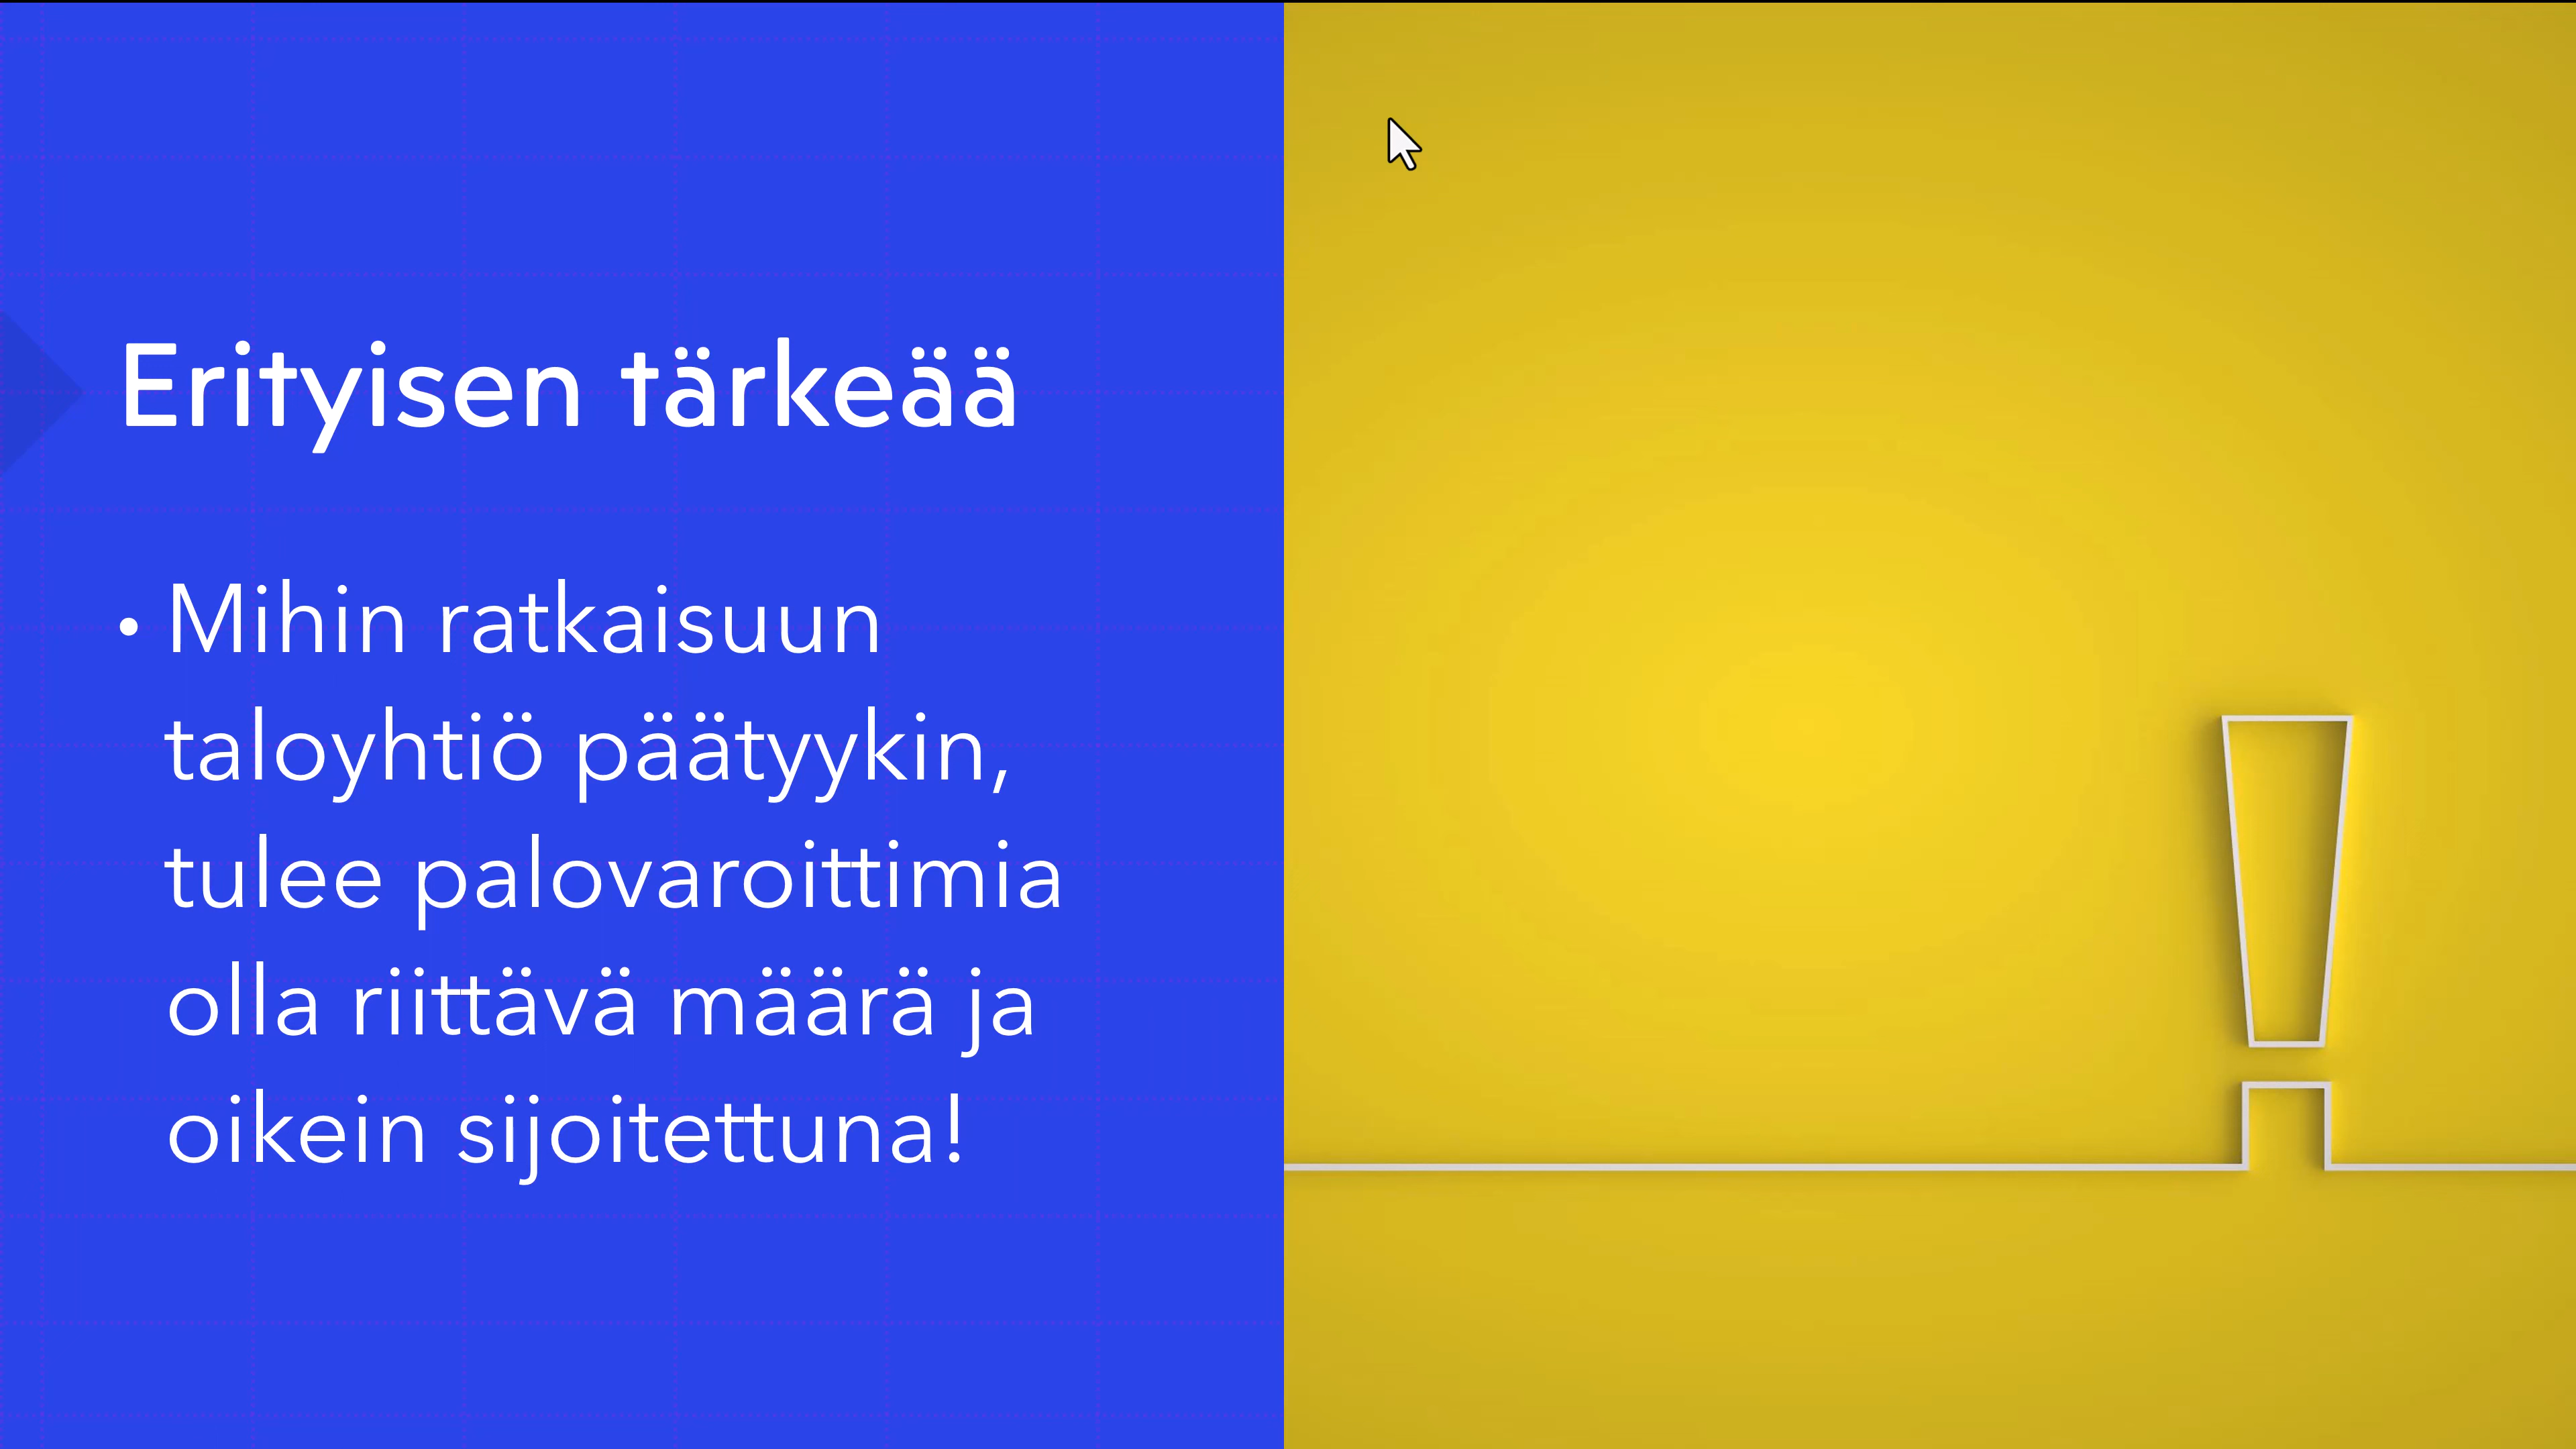 Erityisen tärkeää
• Mihin ratkaisuun
taloyhtiö päätyykin,
tulee palovaroittimia
olla riittävä määrä ja
oikein sijoitettuna!